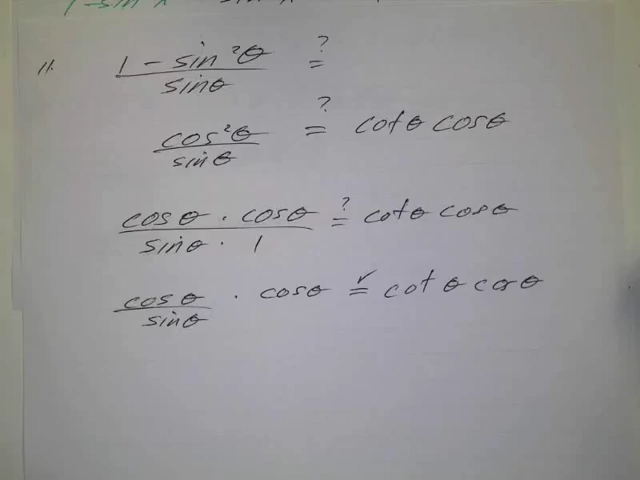 11. 1 - sin²θ / sinθ ≟
cos²θ / sinθ ≟ cotθ cosθ
cosθ · cosθ / sinθ · 1 ≟ cotθ cosθ
cosθ / sinθ · cosθ =✓ cotθ cosθ